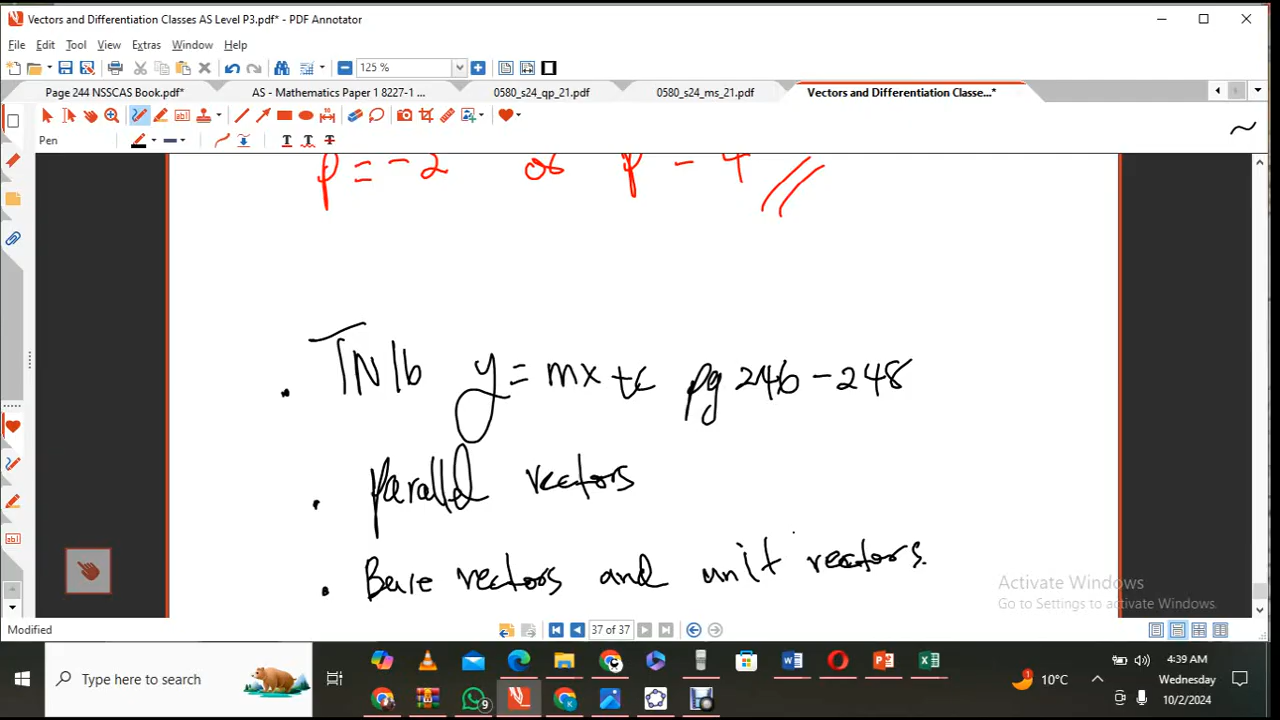 Vectors and Differentiation Classes AS Level P3.pdf* - PDF Annotator
File Edit Tool View Extras Window Help
125 %
Page 244 NSSCAS Book.pdf* AS - Mathematics Paper 1 8227-1 ... 0580_s24_qp_21.pdf 0580_s24_ms_21.pdf Vectors and Differentiation Classe...*
Pen
p = -2 or p = 4
. y = mx + c pg 246 - 248
. parallel vectors
. Base vectors and unit vectors.
Activate Windows
Go to Settings to activate Windows.
Modified 37 of 37
Type here to search
9
10°C
4:39 AM
Wednesday
10/2/2024